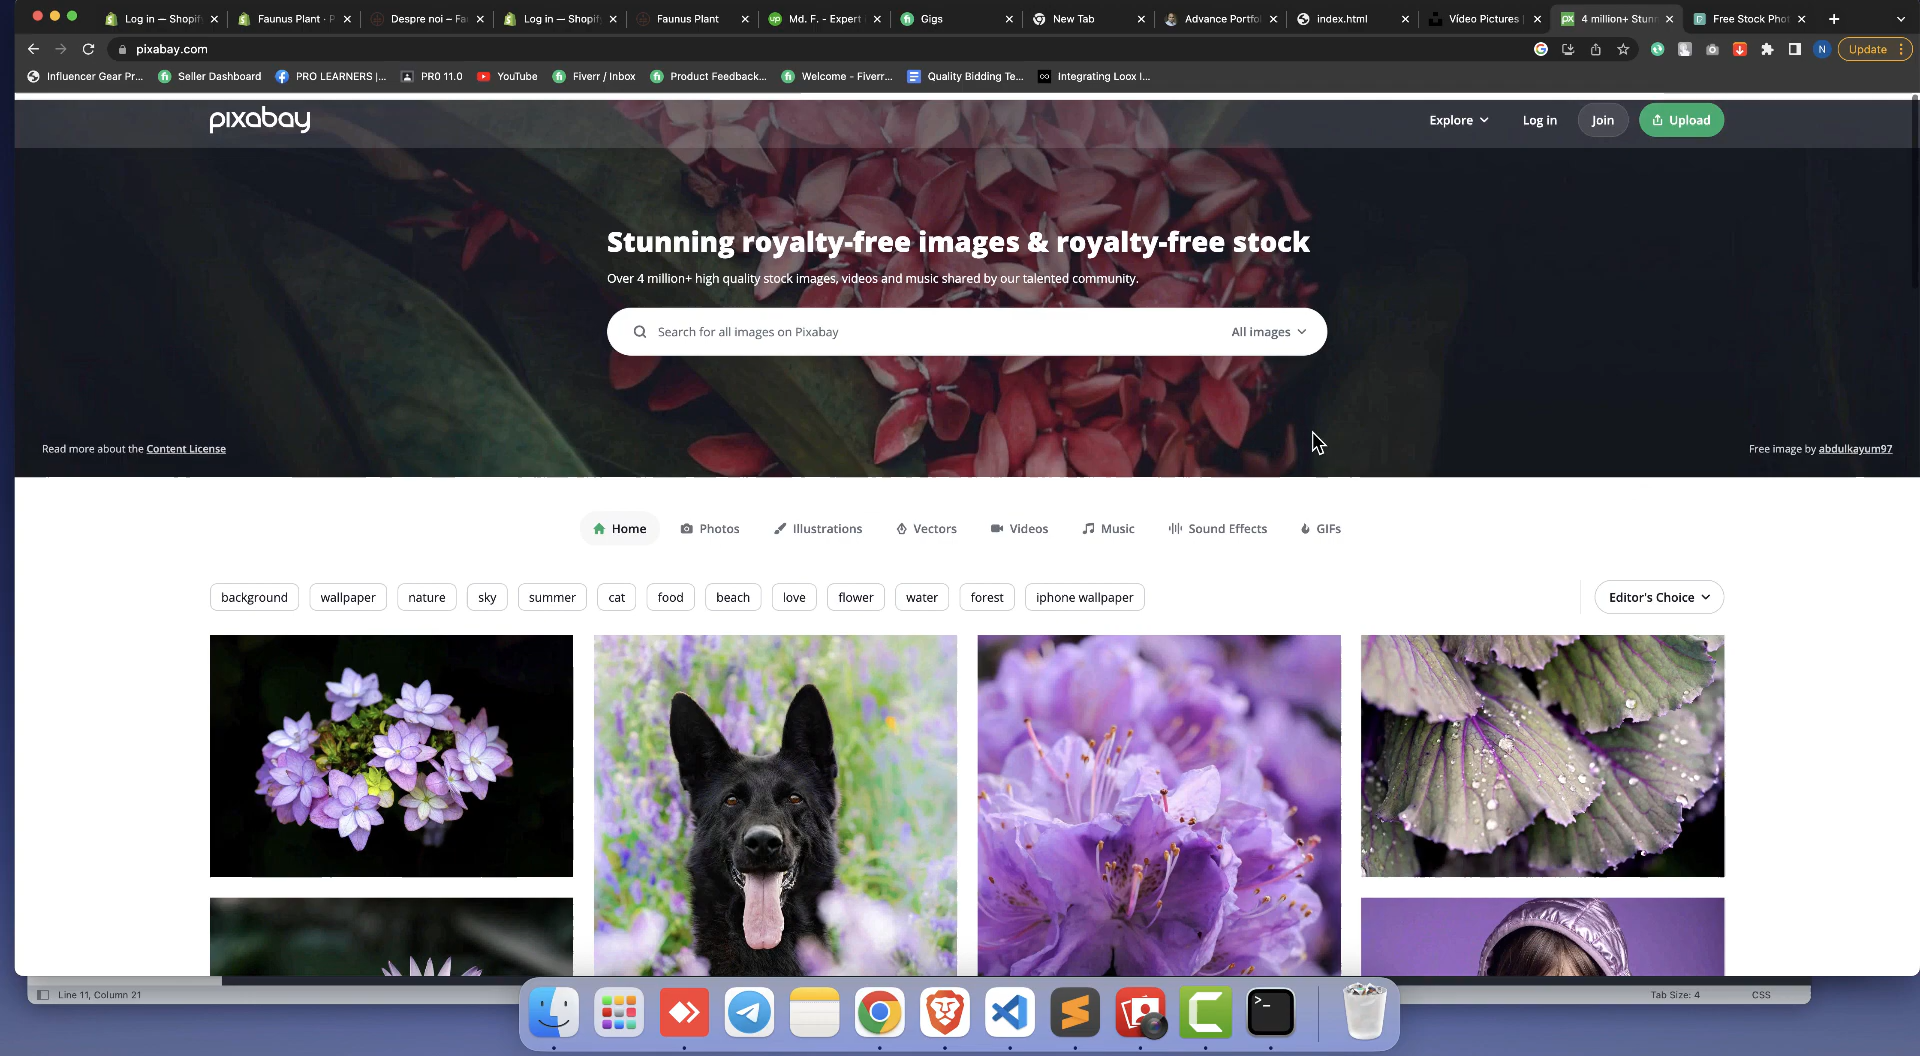 Log in — Shopif
Faunus Plant · P
Despre noi – Fa
Log in — Shopif
Faunus Plant
Md. F. - Expert
Gigs
New Tab
Advance Portfo
index.html
Video Pictures
4 million+ Stunn
Free Stock Phot
pixabay.com
N
Update
Influencer Gear Pr...
Seller Dashboard
PRO LEARNERS |...
PR0 11.0
YouTube
Fiverr / Inbox
Product Feedback...
Welcome - Fiverr...
Quality Bidding Te...
Integrating Loox I...
pixabay
Explore
Log in
Join
Upload
Stunning royalty-free images & royalty-free stock
Over 4 million+ high quality stock images, videos and music shared by our talented community.
Search for all images on Pixabay
All images
Read more about the Content License
Free image by abdulkayum97
Home
Photos
Illustrations
Vectors
Videos
Music
Sound Effects
GIFs
background
wallpaper
nature
sky
summer
cat
food
beach
love
flower
water
forest
iphone wallpaper
Editor's Choice
Line 11, Column 21
Tab Size: 4
CSS